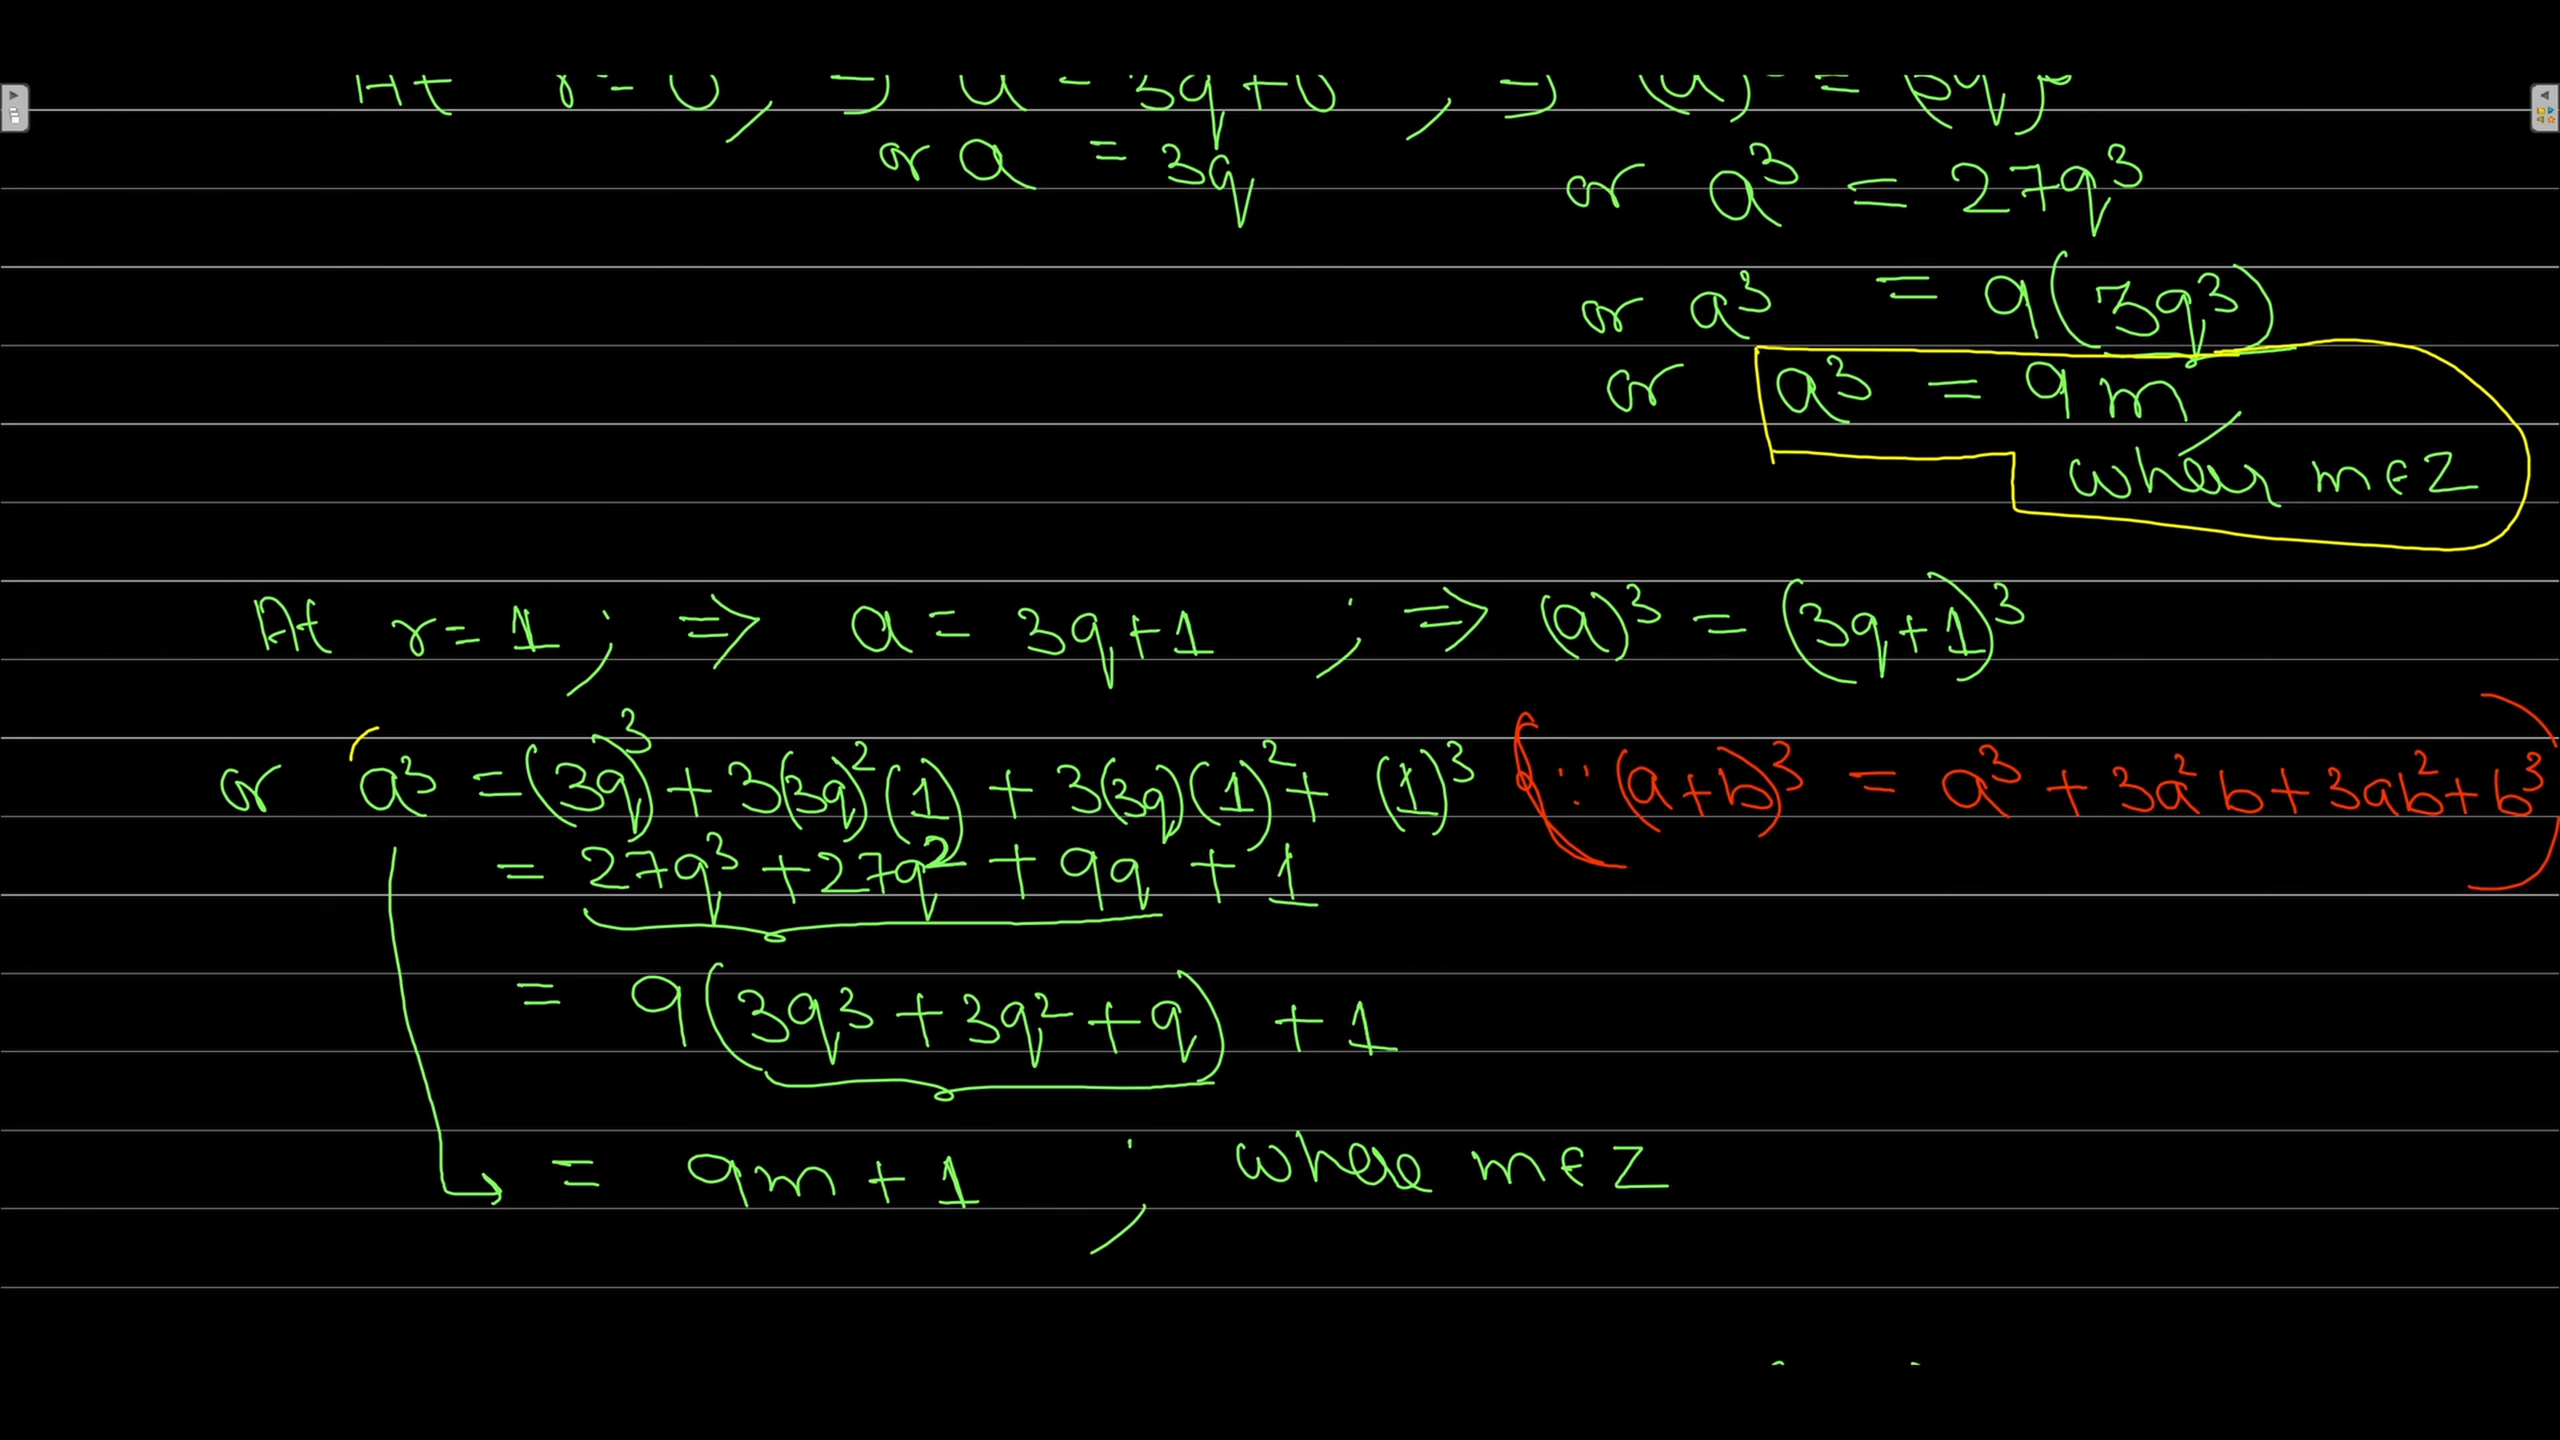 or a = 3q
or a³ = 27q³
or a³ = 9(3q³)
or a³ = 9m,
where m ∈ Z
At r = 1 ; ⇒ a = 3q+1 ; ⇒ (a)³ = (3q+1)³
or a³ = (3q)³ + 3(3q)²(1) + 3(3q)(1)² + (1)³ (∵ (a+b)³ = a³ + 3a²b + 3ab² + b³)
= 27q³ + 27q² + 9q + 1
= 9(3q³ + 3q² + q) + 1
= 9m + 1 ; where m ∈ Z